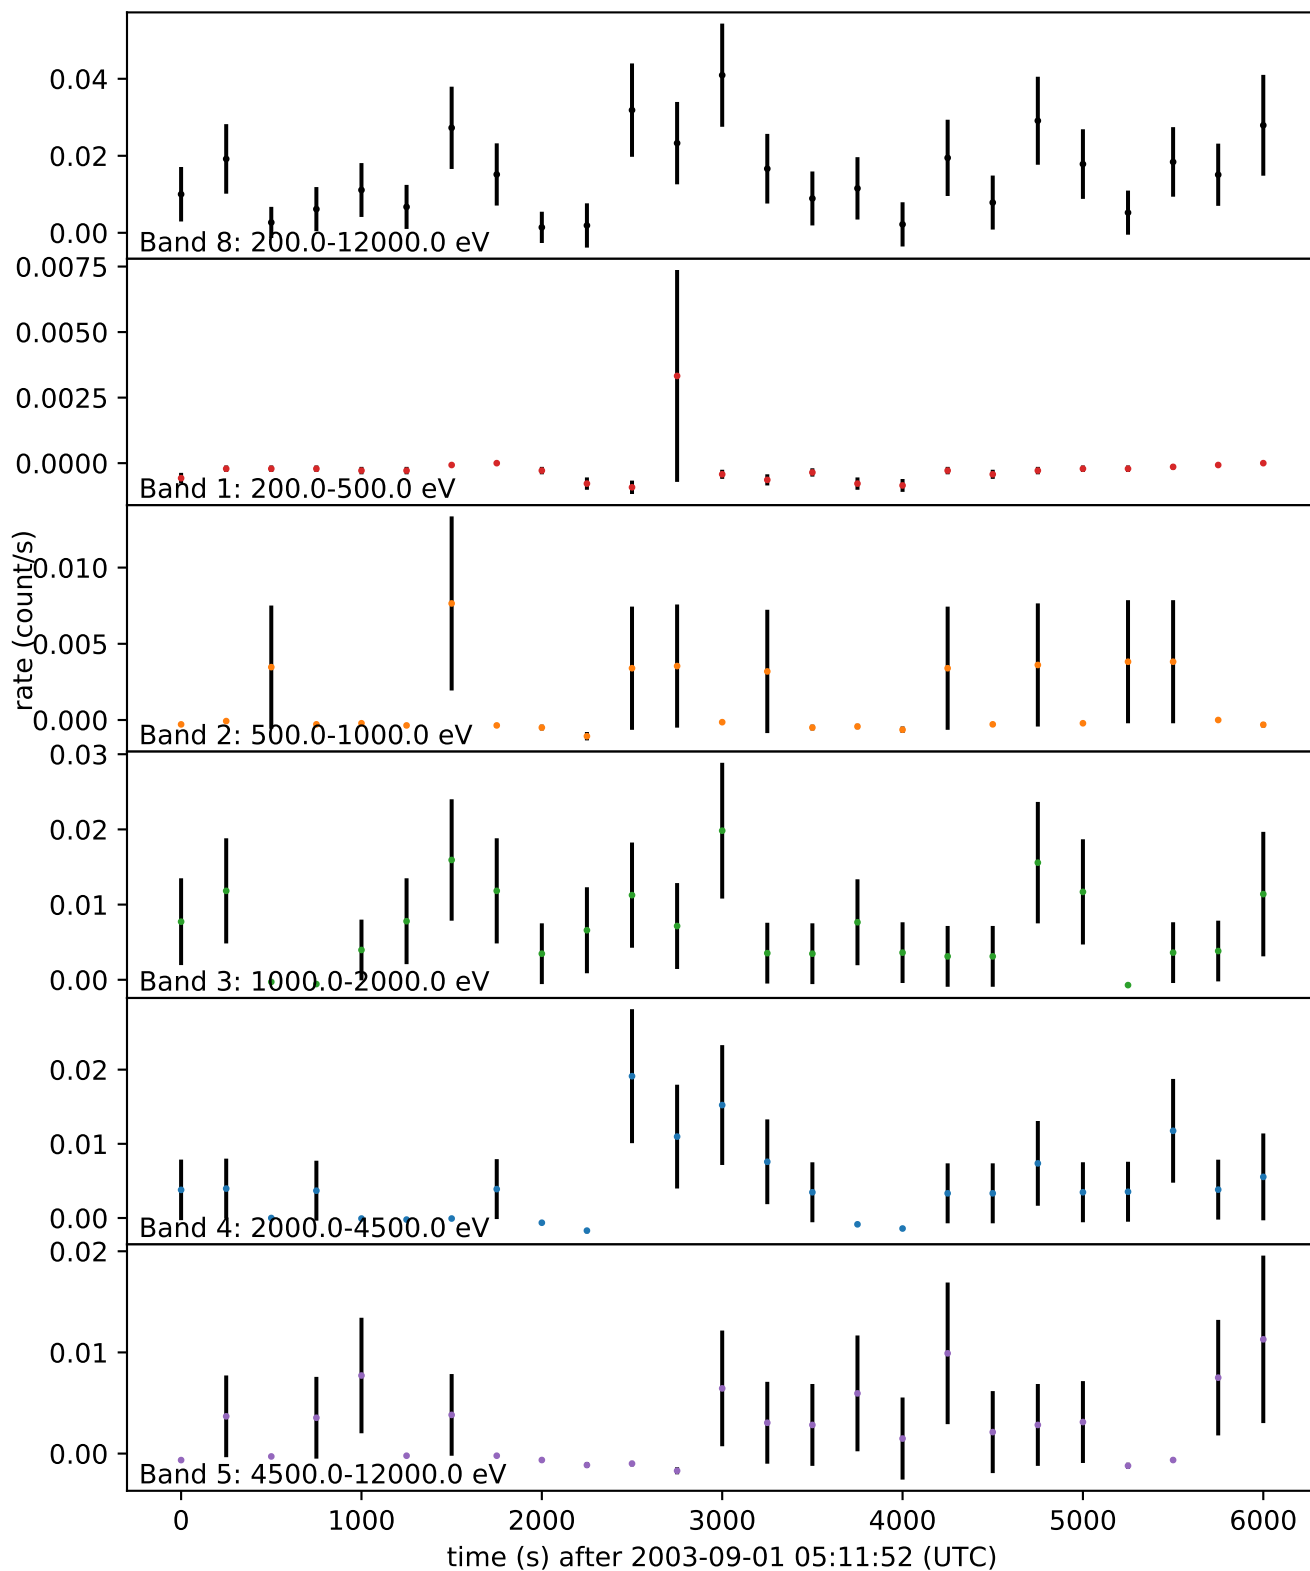 0.04
0.02
0.00
Band 8: 200.0-12000.0 eV
0.0075
0.0050
0.0025
0.0000
Band 1: 200.0-500.0 eV
rate (count/s)
0.010
0.005
0.000
Band 2: 500.0-1000.0 eV
0.03
0.02
0.01
0.00
Band 3: 1000.0-2000.0 eV
0.02
0.01
0.00
Band 4: 2000.0-4500.0 eV
0.02
0.01
0.00
Band 5: 4500.0-12000.0 eV
0 1000 2000 3000 4000 5000 6000
time (s) after 2003-09-01 05:11:52 (UTC)